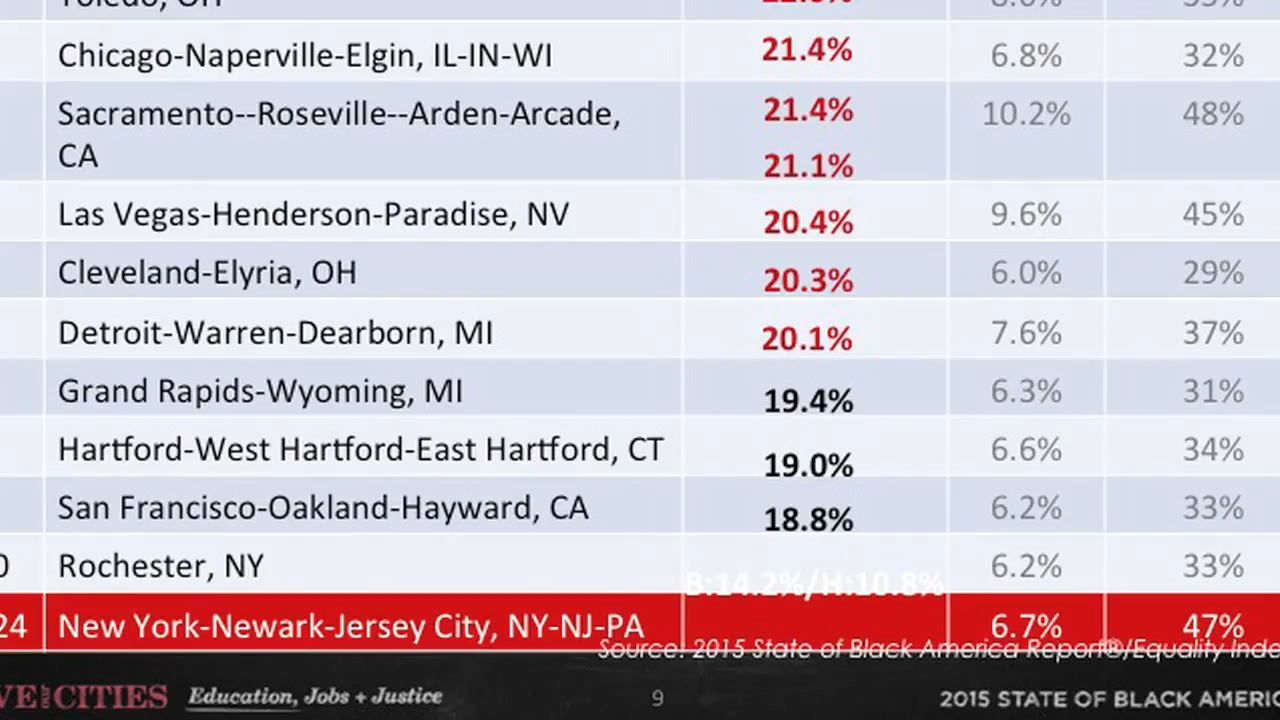 Toledo, OH
Chicago-Naperville-Elgin, IL-IN-WI 21.4% 6.8% 32%
Sacramento--Roseville--Arden-Arcade, 21.4% 10.2% 48%
CA 21.1%
Las Vegas-Henderson-Paradise, NV 20.4% 9.6% 45%
Cleveland-Elyria, OH 20.3% 6.0% 29%
Detroit-Warren-Dearborn, MI 20.1% 7.6% 37%
Grand Rapids-Wyoming, MI 19.4% 6.3% 31%
Hartford-West Hartford-East Hartford, CT 19.0% 6.6% 34%
San Francisco-Oakland-Hayward, CA 18.8% 6.2% 33%
0 Rochester, NY 6.2% 33%
B:14.2%/H:10.8%
24 New York-Newark-Jersey City, NY-NJ-PA 6.7% 47%
Source: 2015 State of Black America Report®/Equality Inde
VE our CITIES Education, Jobs + Justice 9 2015 STATE OF BLACK AMERIC